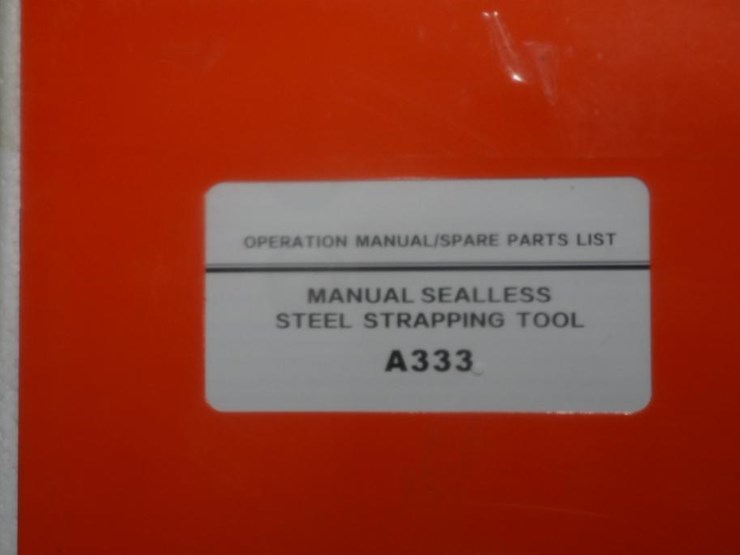 OPERATION MANUAL/SPARE PARTS LIST
MANUAL SEALLESS
STEEL STRAPPING TOOL
A333